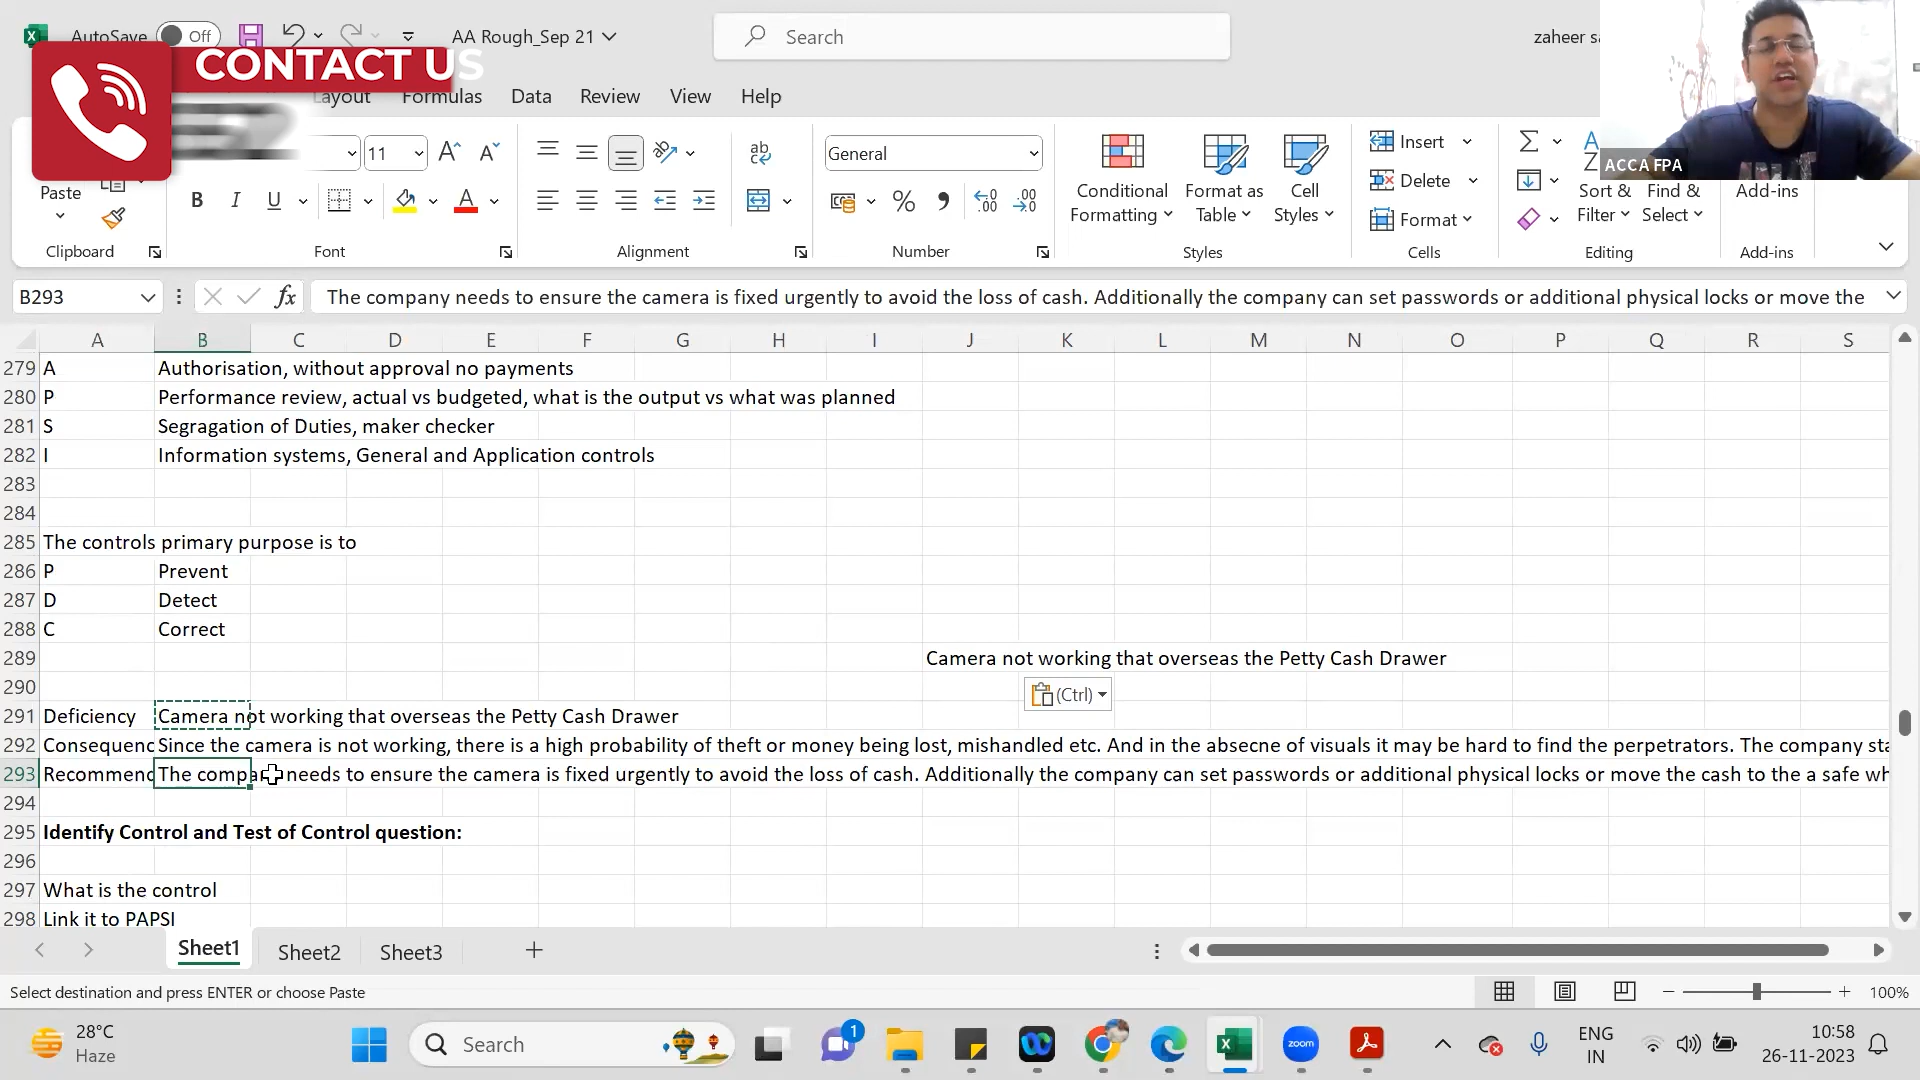 AutoSave Off AA Rough_Sep 21 Search zaheer sa
CONTACT US
Layout Formulas Data Review View Help
11 General
Paste
B I U A
Conditional Formatting Format as Table Cell Styles
Insert
Delete
Format
Sort & Filter Find & Select
Add-ins
ACCA FPA
Clipboard Font Alignment Number Styles Cells Editing Add-ins
B293 fx The company needs to ensure the camera is fixed urgently to avoid the loss of cash. Additionally the company can set passwords or additional physical locks or move the
A B C D E F G H I J K L M N O P Q R S
279 A Authorisation, without approval no payments
280 P Performance review, actual vs budgeted, what is the output vs what was planned
281 S Segragation of Duties, maker checker
282 I Information systems, General and Application controls
283
284
285 The controls primary purpose is to
286 P Prevent
287 D Detect
288 C Correct
289 Camera not working that overseas the Petty Cash Drawer
290 (Ctrl)
291 Deficiency Camera not working that overseas the Petty Cash Drawer
292 Consequenc Since the camera is not working, there is a high probability of theft or money being lost, mishandled etc. And in the absecne of visuals it may be hard to find the perpetrators. The company sta
293 Recommend The company needs to ensure the camera is fixed urgently to avoid the loss of cash. Additionally the company can set passwords or additional physical locks or move the cash to the a safe wh
294
295 Identify Control and Test of Control question:
296
297 What is the control
298 Link it to PAPSI
Sheet1 Sheet2 Sheet3
Select destination and press ENTER or choose Paste 100%
28°C
Haze
Search
1
zoom
ENG
IN
10:58
26-11-2023